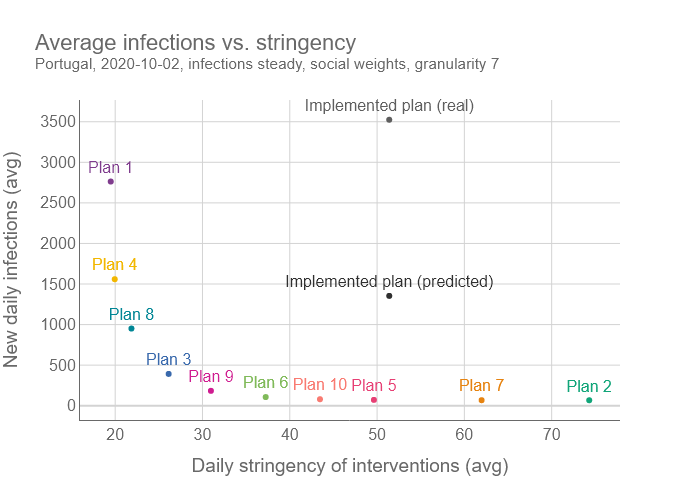 Average infections vs. stringency
Portugal, 2020-10-02, infections steady, social weights, granularity 7
Implemented plan (real)
3500
Plan 1
3000
2500
Plan 4
2000
Implemented plan (predicted)
1500
Plan 8
1000
Plan 3
Plan 9
500
Plan 6
Plan 10
Plan 5
Plan 7
Plan 2
0
20
30
40
50
60
70
New daily infections (avg)
Daily stringency of interventions (avg)